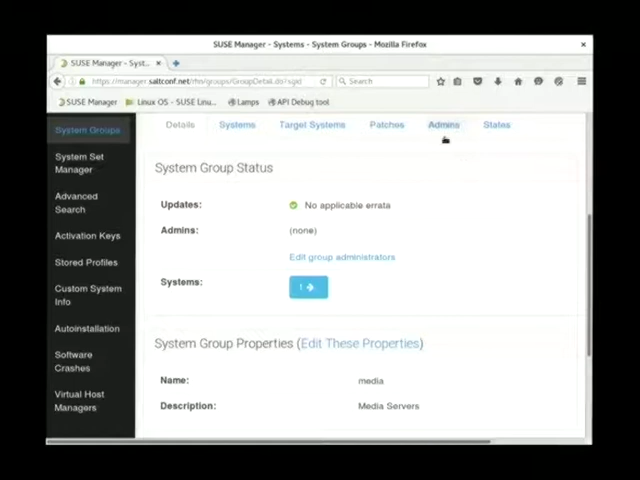 SUSE Manager - Systems - System Groups - Mozilla Firefox
SUSE Manager - Syst...
https://manager.saltconf.net/rhn/groups/GroupDetail.do?sgid
Search
SUSE Manager
Linux OS - SUSE Linu...
Lamps
API Debug tool
System Groups
System Set
Manager
Advanced
Search
Activation Keys
Stored Profiles
Custom System
Info
Autoinstallation
Software
Crashes
Virtual Host
Managers
Details Systems Target Systems Patches Admins States
System Group Status
Updates: No applicable errata
Admins: (none)
Edit group administrators
Systems: 1
System Group Properties (Edit These Properties)
Name: media
Description: Media Servers